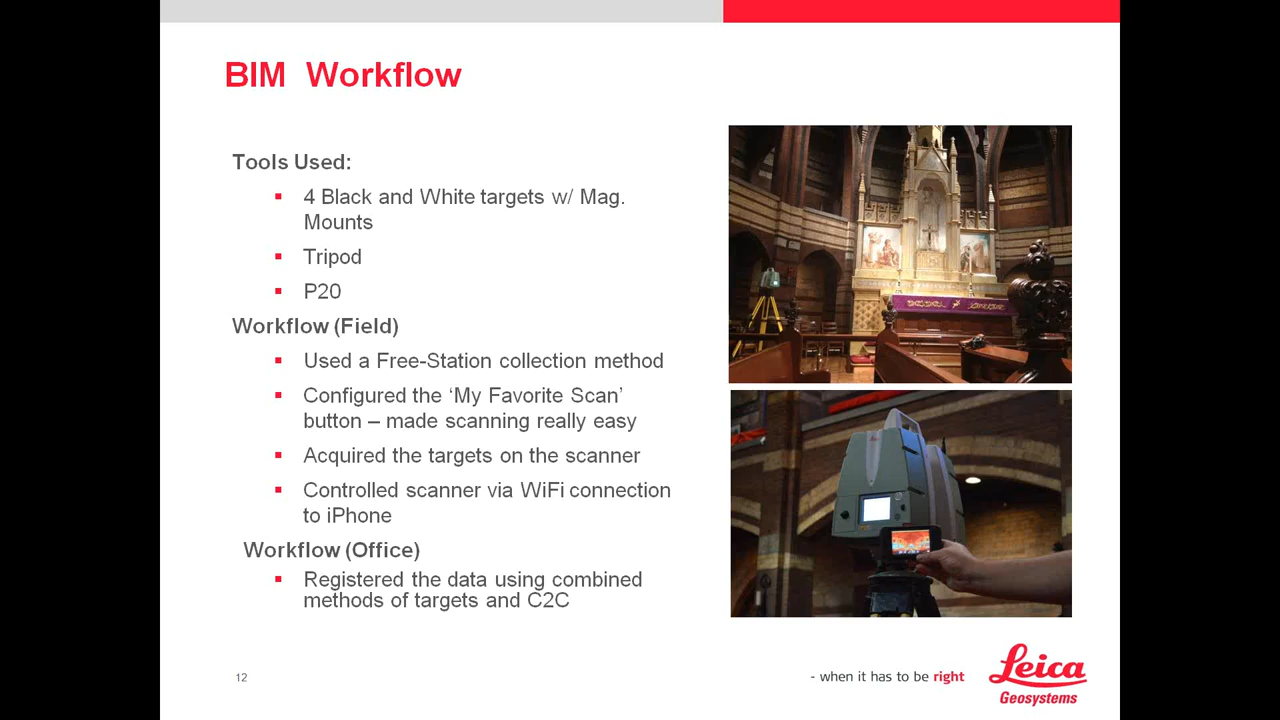 BIM Workflow
Tools Used:
4 Black and White targets w/ Mag.
Mounts
Tripod
P20
Workflow (Field)
Used a Free-Station collection method
Configured the ‘My Favorite Scan’
button – made scanning really easy
Acquired the targets on the scanner
Controlled scanner via WiFi connection
to iPhone
Workflow (Office)
Registered the data using combined
methods of targets and C2C
12
- when it has to be right
Leica
Geosystems